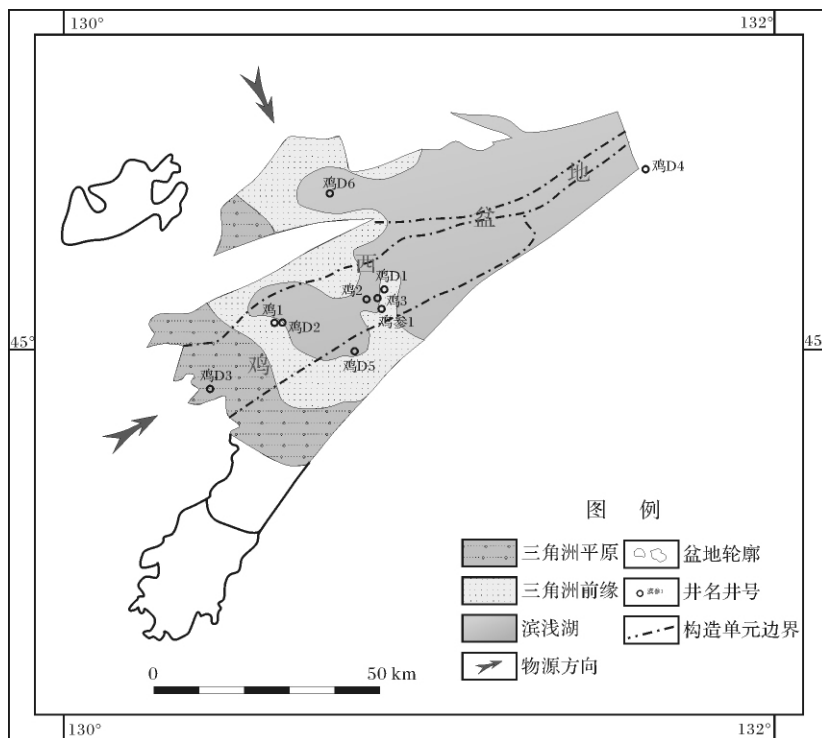 130°
132°
鸡D4
地
鸡D6
盆
西
鸡D1
鸡2
鸡3
鸡1
鸡D2
鸡参1
45°
45
鸡
鸡D5
鸡D3
图 例
三角洲平原
盆地轮廓
三角洲前缘
井名井号
滨浅湖
构造单元边界
物源方向
0
50 km
130°
132°